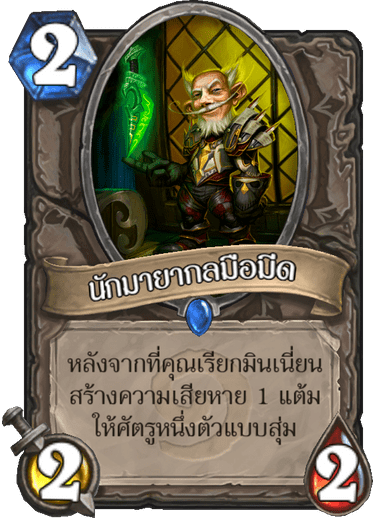 2
นักมายากลมือมีด
หลังจากที่คุณเรียกมินเนี่ยน
สร้างความเสียหาย 1 แต้ม
ให้ศัตรูหนึ่งตัวแบบสุ่ม
2
2